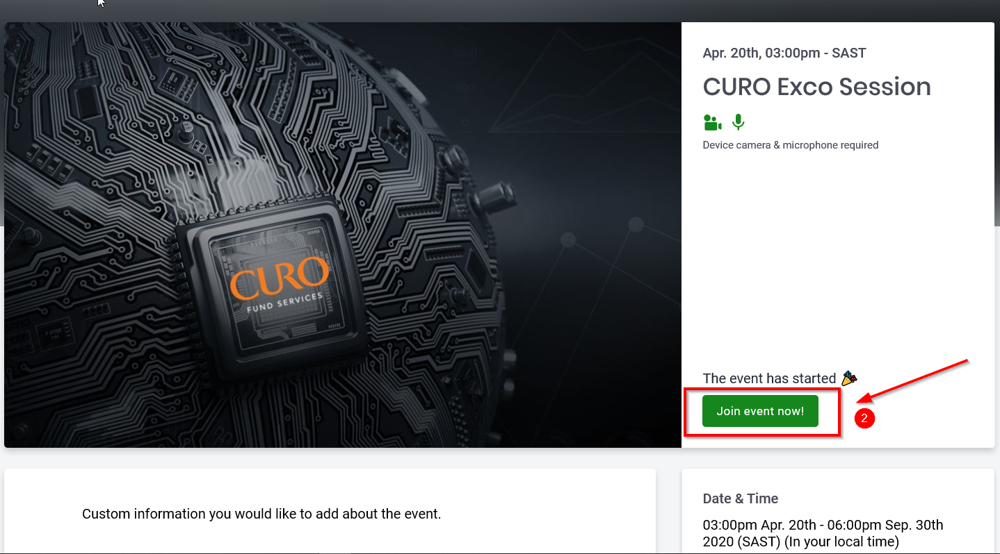 Apr. 20th, 03:00pm - SAST
CURO Exco Session
Device camera & microphone required
CURO
FUND SERVICES
The event has started
Join event now!
2
Custom information you would like to add about the event.
Date & Time
03:00pm Apr. 20th - 06:00pm Sep. 30th
2020 (SAST) (In your local time)